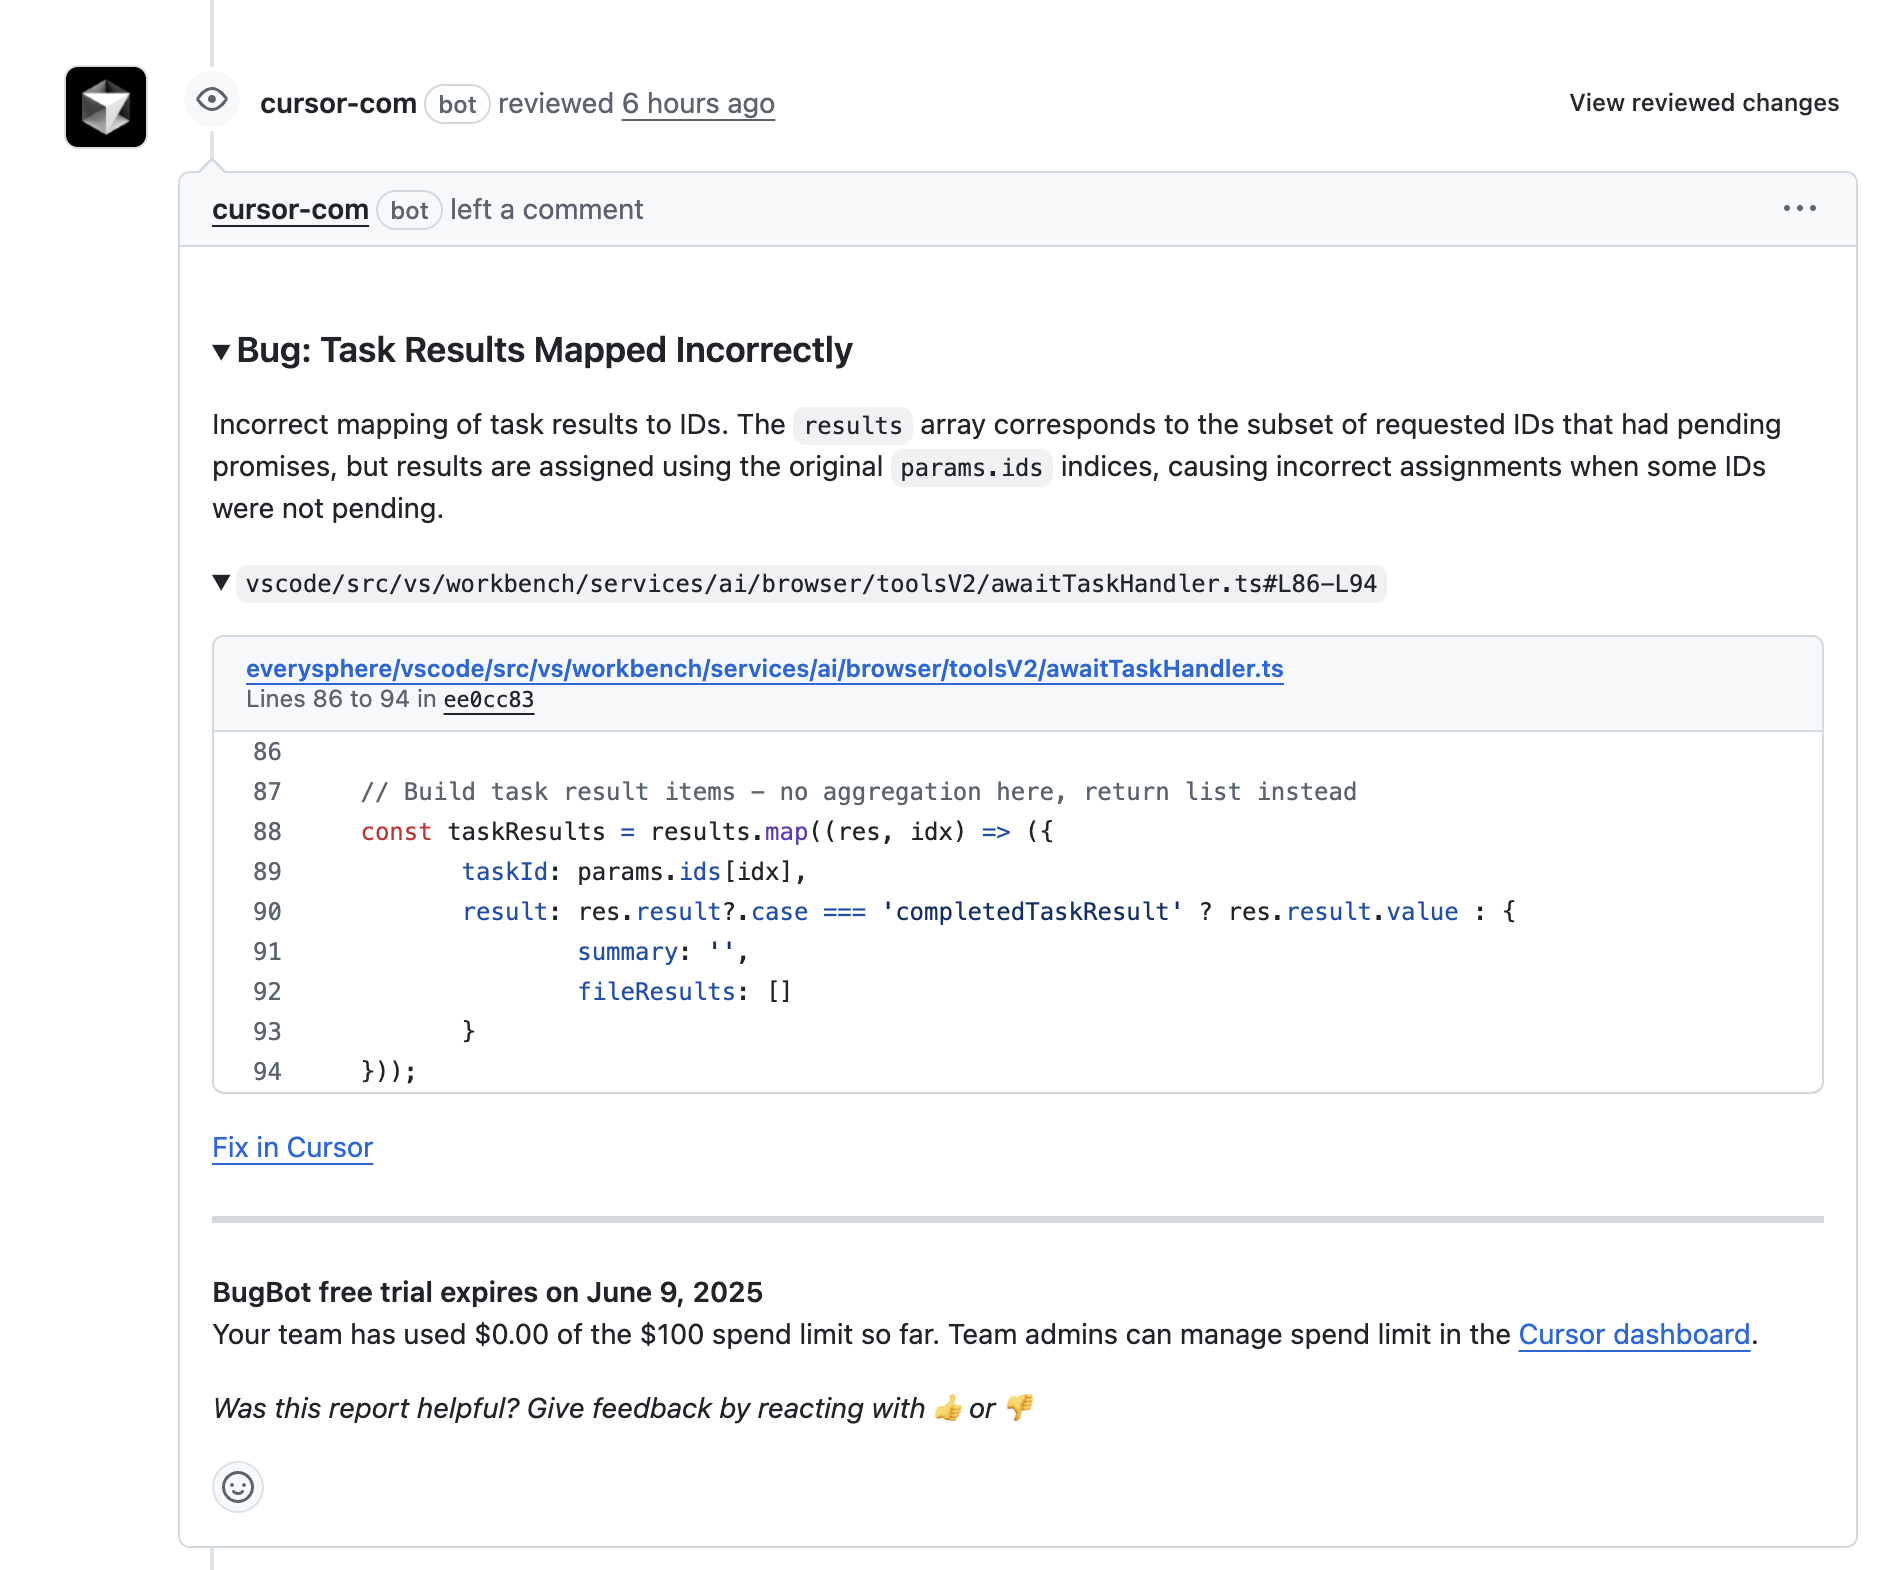 cursor-com bot reviewed 6 hours ago
View reviewed changes
cursor-com bot left a comment
Bug: Task Results Mapped Incorrectly
Incorrect mapping of task results to IDs. The results array corresponds to the subset of requested IDs that had pending
promises, but results are assigned using the original params.ids indices, causing incorrect assignments when some IDs
were not pending.
vscode/src/vs/workbench/services/ai/browser/toolsV2/awaitTaskHandler.ts#L86-L94
everysphere/vscode/src/vs/workbench/services/ai/browser/toolsV2/awaitTaskHandler.ts
Lines 86 to 94 in ee0cc83
86
87 // Build task result items – no aggregation here, return list instead
88 const taskResults = results.map((res, idx) => ({
89 taskId: params.ids[idx],
90 result: res.result?.case === 'completedTaskResult' ? res.result.value : {
91 summary: '',
92 fileResults: []
93 }
94 }));
Fix in Cursor
BugBot free trial expires on June 9, 2025
Your team has used $0.00 of the $100 spend limit so far. Team admins can manage spend limit in the Cursor dashboard.
Was this report helpful? Give feedback by reacting with 👍 or 👎